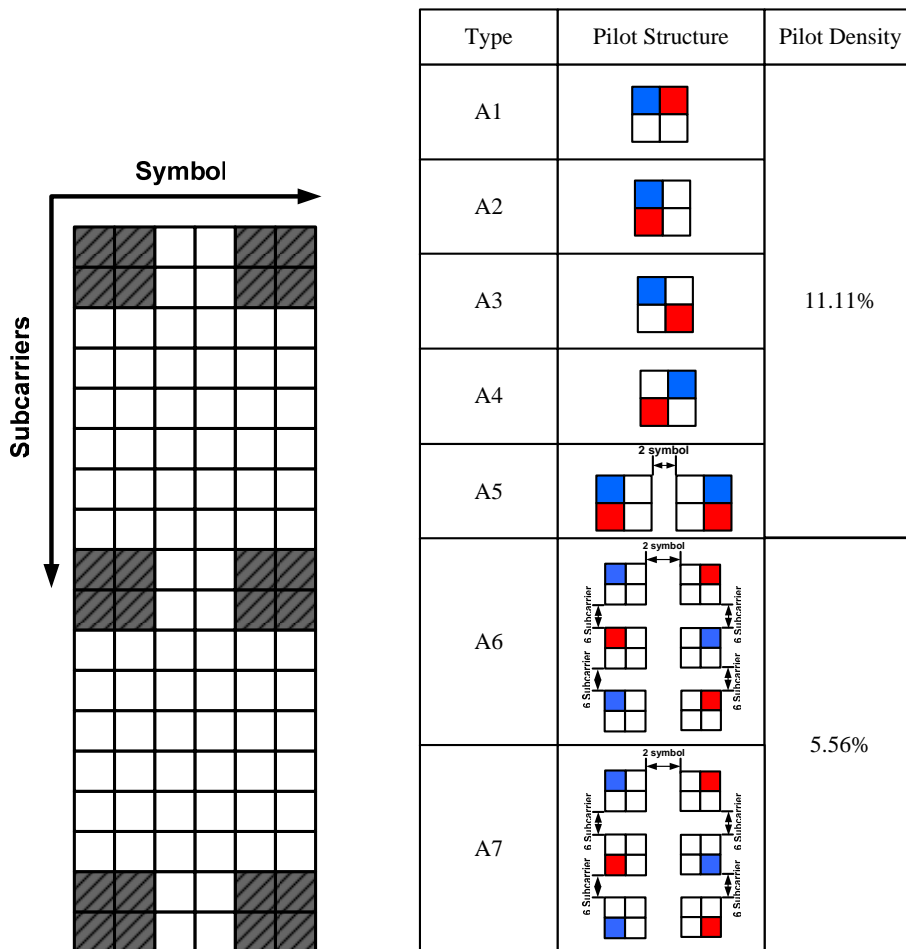 Symbol
Subcarriers
Type Pilot Structure Pilot Density
A1
A2
A3
A4
11.11%
2 symbol
A5
2 symbol
6 Subcarrier 6 Subcarrier
A6
6 Subcarrier 6 Subcarrier
5.56%
2 symbol
6 Subcarrier 6 Subcarrier
A7
6 Subcarrier 6 Subcarrier